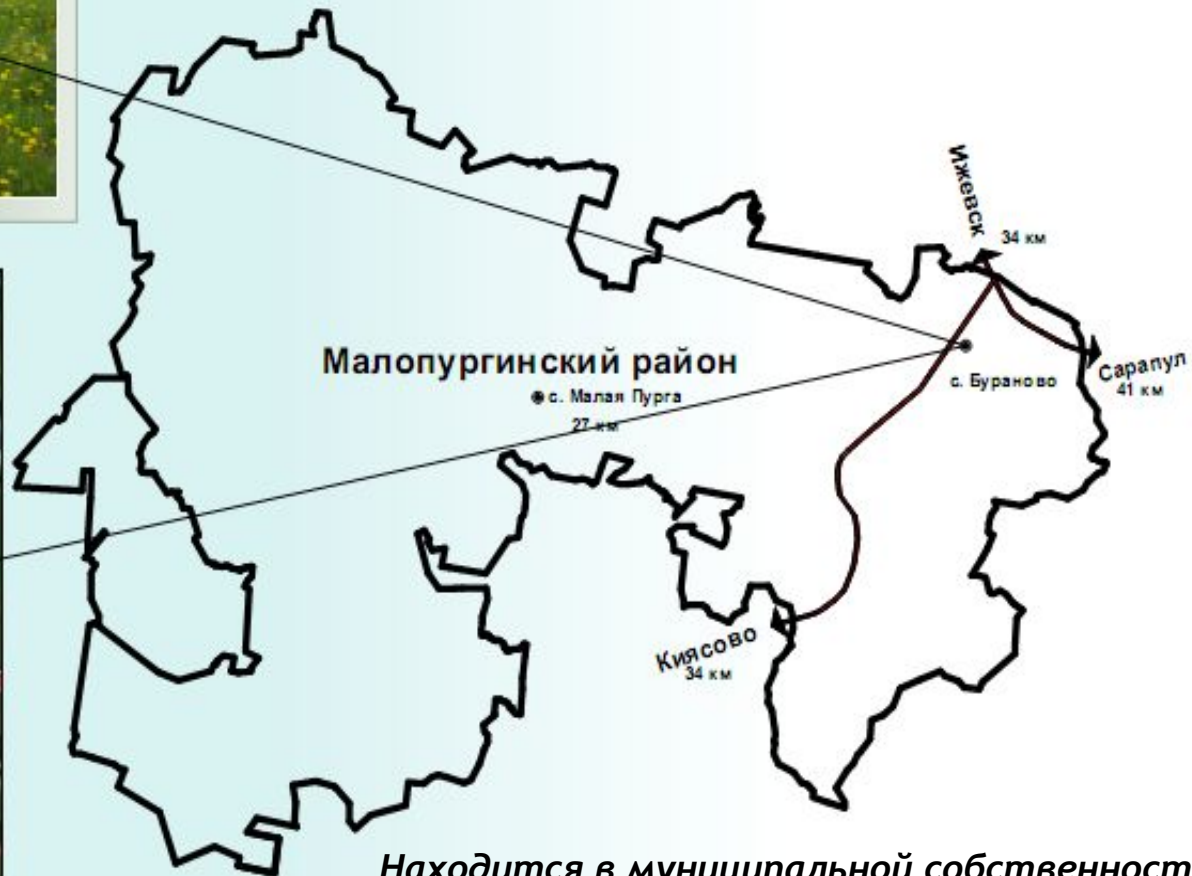 Ижевск
34 км
Малопургинский район
с. Малая Пурга
27 км
с. Бураново
Сарапул
41 км
Киясово
34 км
Находится в муниципальной собственност